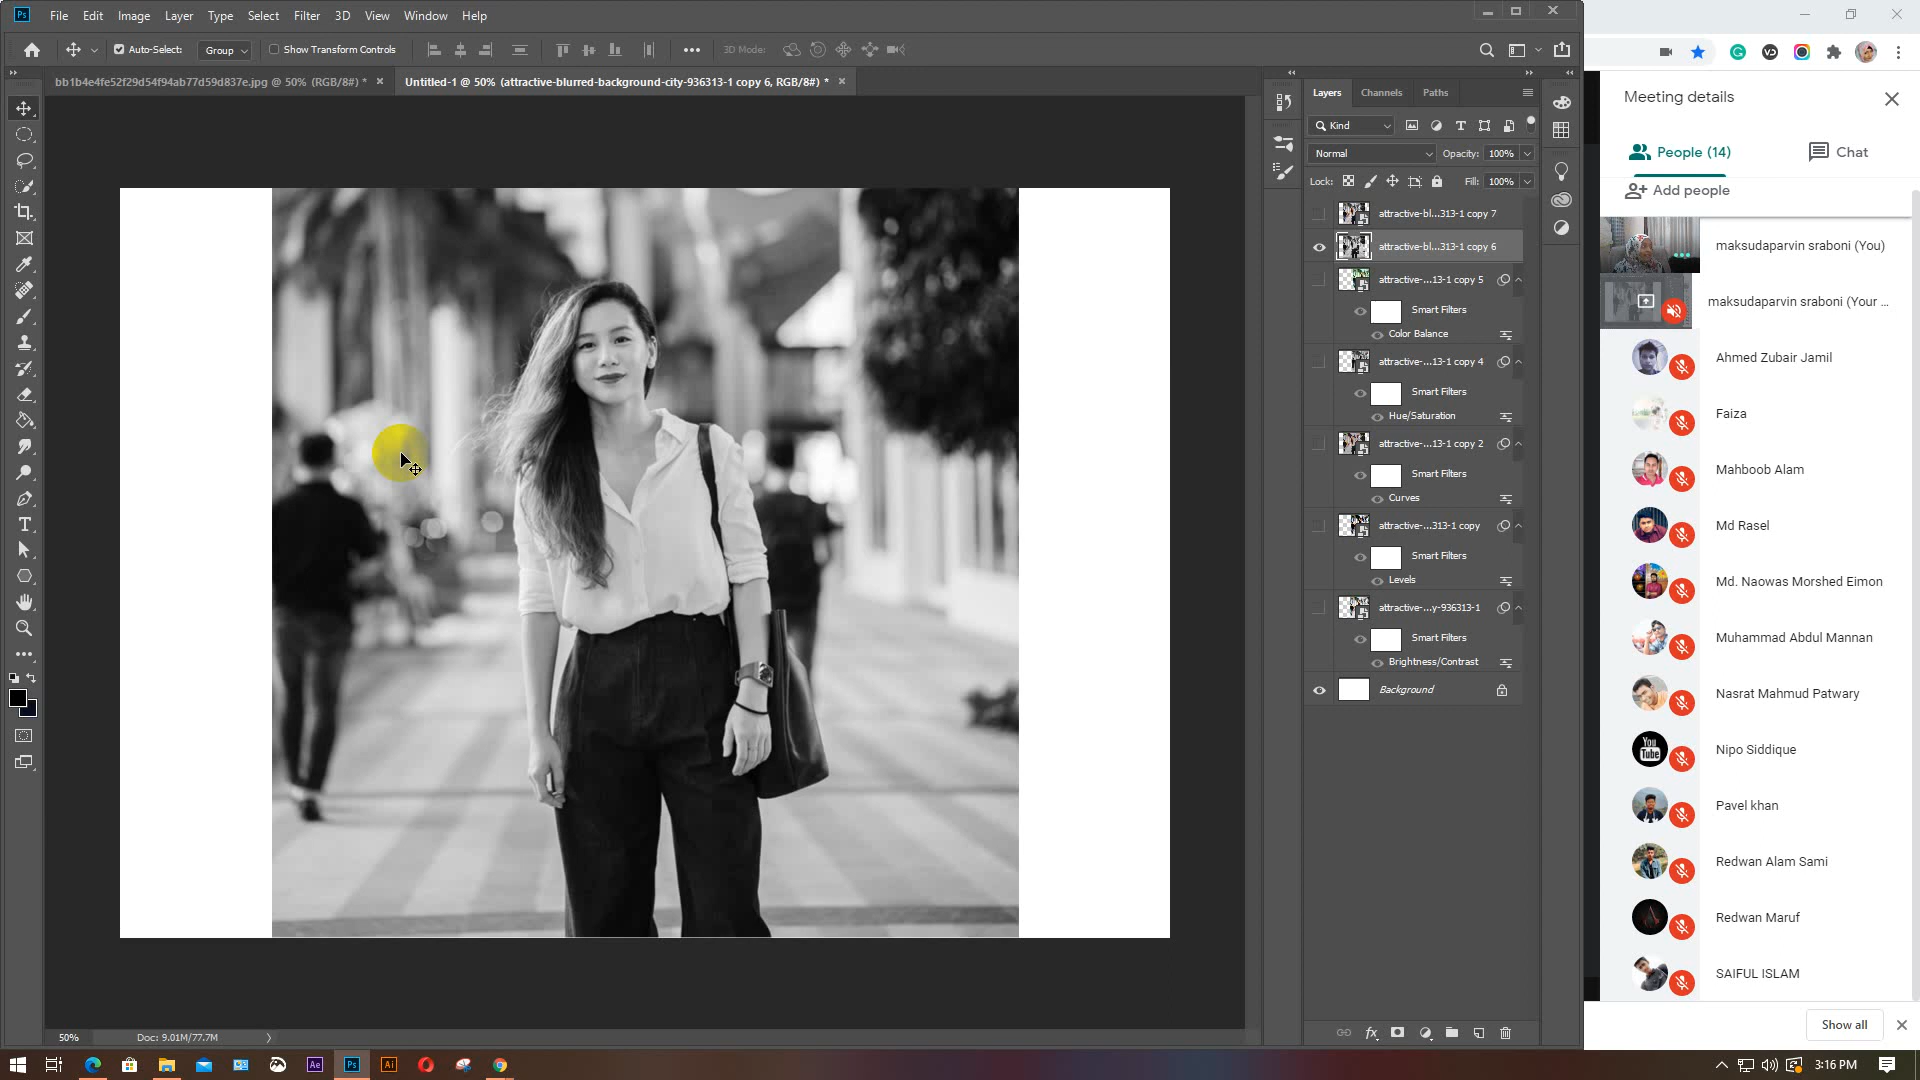 Ps File Edit Image Layer Type Select Filter 3D View Window Help
Auto-Select: Group Show Transform Controls 3D Mode:
bb1b4e4fe52f29d54f94ab77d59d837e.jpg @ 50% (RGB/8#) * × Untitled-1 @ 50% (attractive-blurred-background-city-936313-1 copy 6, RGB/8#) * ×
Layers Channels Paths
Kind
Normal Opacity: 100%
Lock: Fill: 100%
attractive-bl...313-1 copy 7
attractive-bl...313-1 copy 6
attractive-...13-1 copy 5
Smart Filters
Color Balance
attractive-...13-1 copy 4
Smart Filters
Hue/Saturation
attractive-...13-1 copy 2
Smart Filters
Curves
attractive-...313-1 copy
Smart Filters
Levels
attractive-...y-936313-1
Smart Filters
Brightness/Contrast
Background
50% Doc: 9.01M/77.7M
Meeting details
People (14) Chat
Add people
maksudaparvin sraboni (You)
maksudaparvin sraboni (Your ...
Ahmed Zubair Jamil
Faiza
Mahboob Alam
Md Rasel
Md. Naowas Morshed Eimon
Muhammad Abdul Mannan
Nasrat Mahmud Patwary
You Tube
Nipo Siddique
Pavel khan
Redwan Alam Sami
Redwan Maruf
SAIFUL ISLAM
Show all
Ae Ps Ai 3:16 PM